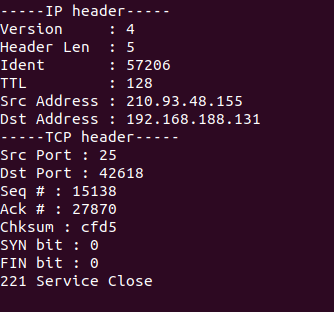 -----IP header-----
Version     : 4
Header Len  : 5
Ident       : 57206
TTL         : 128
Src Address : 210.93.48.155
Dst Address : 192.168.188.131
-----TCP header-----
Src Port : 25
Dst Port : 42618
Seq # : 15138
Ack # : 27870
Chksum : cfd5
SYN bit : 0
FIN bit : 0
221 Service Close